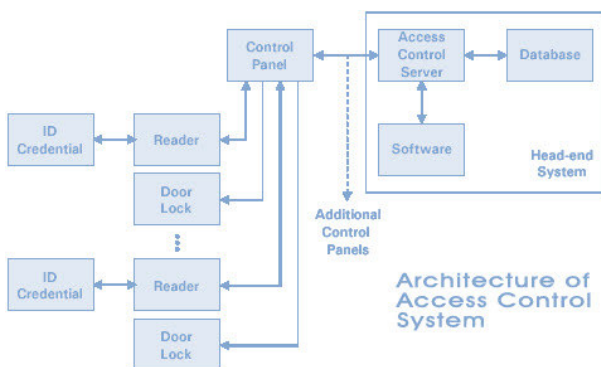 Control
Panel
Access
Control
Server
Database
ID
Credential
Reader
Software
Head-end
System
Door
Lock
Additional
Control
Panels
ID
Credential
Reader
Door
Lock
Architecture of
Access Control
System